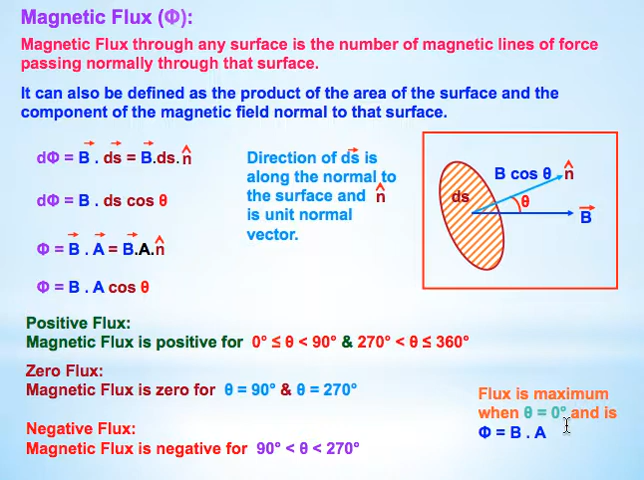 Magnetic Flux (Φ):
Magnetic Flux through any surface is the number of magnetic lines of force
passing normally through that surface.
It can also be defined as the product of the area of the surface and the
component of the magnetic field normal to that surface.
dΦ = B⃗ . ds⃗ = B⃗.ds.n̂
dΦ = B . ds cos θ
Φ = B⃗ . A⃗ = B⃗.A.n̂
Φ = B . A cos θ
Direction of ds⃗ is
along the normal to
the surface and n̂
is unit normal
vector.
B cos θ n̂
ds
θ
B⃗
Positive Flux:
Magnetic Flux is positive for 0° ≤ θ < 90° & 270° < θ ≤ 360°
Zero Flux:
Magnetic Flux is zero for θ = 90° & θ = 270°
Negative Flux:
Magnetic Flux is negative for 90° < θ < 270°
Flux is maximum
when θ = 0° and is
Φ = B . A